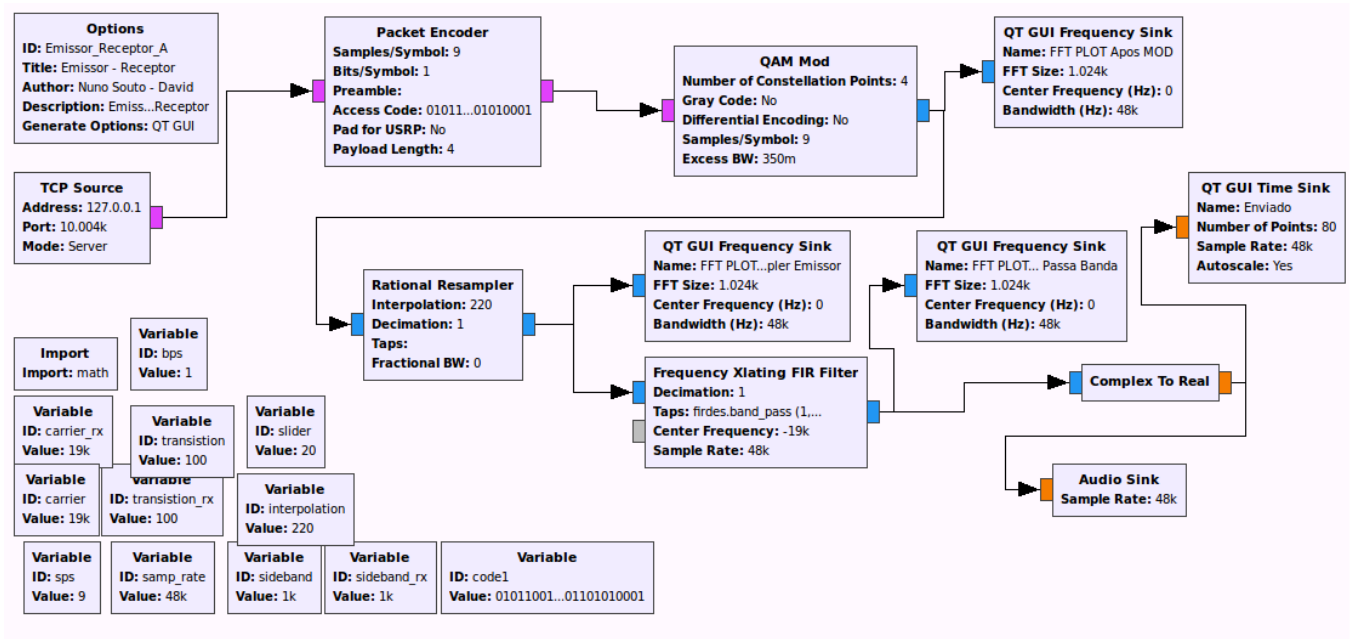 Options
ID: Emissor_Receptor_A
Title: Emissor - Receptor
Author: Nuno Souto - David
Description: Emiss...Receptor
Generate Options: QT GUI
Packet Encoder
Samples/Symbol: 9
Bits/Symbol: 1
Preamble:
Access Code: 01011...01010001
Pad for USRP: No
Payload Length: 4
QAM Mod
Number of Constellation Points: 4
Gray Code: No
Differential Encoding: No
Samples/Symbol: 9
Excess BW: 350m
QT GUI Frequency Sink
Name: FFT PLOT Apos MOD
FFT Size: 1.024k
Center Frequency (Hz): 0
Bandwidth (Hz): 48k
TCP Source
Address: 127.0.0.1
Port: 10.004k
Mode: Server
QT GUI Time Sink
Name: Enviado
Number of Points: 80
Sample Rate: 48k
Autoscale: Yes
Rational Resampler
Interpolation: 220
Decimation: 1
Taps:
Fractional BW: 0
QT GUI Frequency Sink
Name: FFT PLOT...pler Emissor
FFT Size: 1.024k
Center Frequency (Hz): 0
Bandwidth (Hz): 48k
QT GUI Frequency Sink
Name: FFT PLOT... Passa Banda
FFT Size: 1.024k
Center Frequency (Hz): 0
Bandwidth (Hz): 48k
Frequency Xlating FIR Filter
Decimation: 1
Taps: firdes.band_pass (1,...
Center Frequency: -19k
Sample Rate: 48k
Complex To Real
Audio Sink
Sample Rate: 48k
Import
Import: math
Variable
ID: bps
Value: 1
Variable
ID: carrier_rx
Value: 19k
Variable
ID: transistion
Value: 100
Variable
ID: slider
Value: 20
Variable
ID: carrier
Value: 19k
Variable
ID: transistion_rx
Value: 100
Variable
ID: interpolation
Value: 220
Variable
ID: sps
Value: 9
Variable
ID: samp_rate
Value: 48k
Variable
ID: sideband
Value: 1k
Variable
ID: sideband_rx
Value: 1k
Variable
ID: code1
Value: 01011001...01101010001